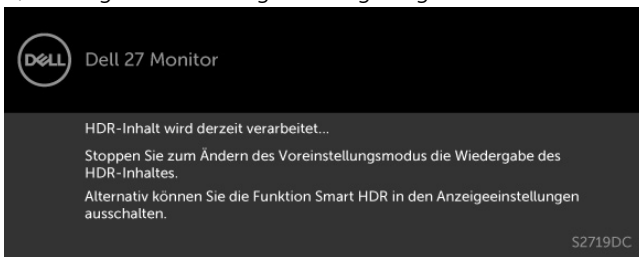 DELL
Dell 27 Monitor
HDR-Inhalt wird derzeit verarbeitet...
Stoppen Sie zum Ändern des Voreinstellungsmodus die Wiedergabe des
HDR-Inhaltes.
Alternativ können Sie die Funktion Smart HDR in den Anzeigeeinstellungen
ausschalten.
S2719DC